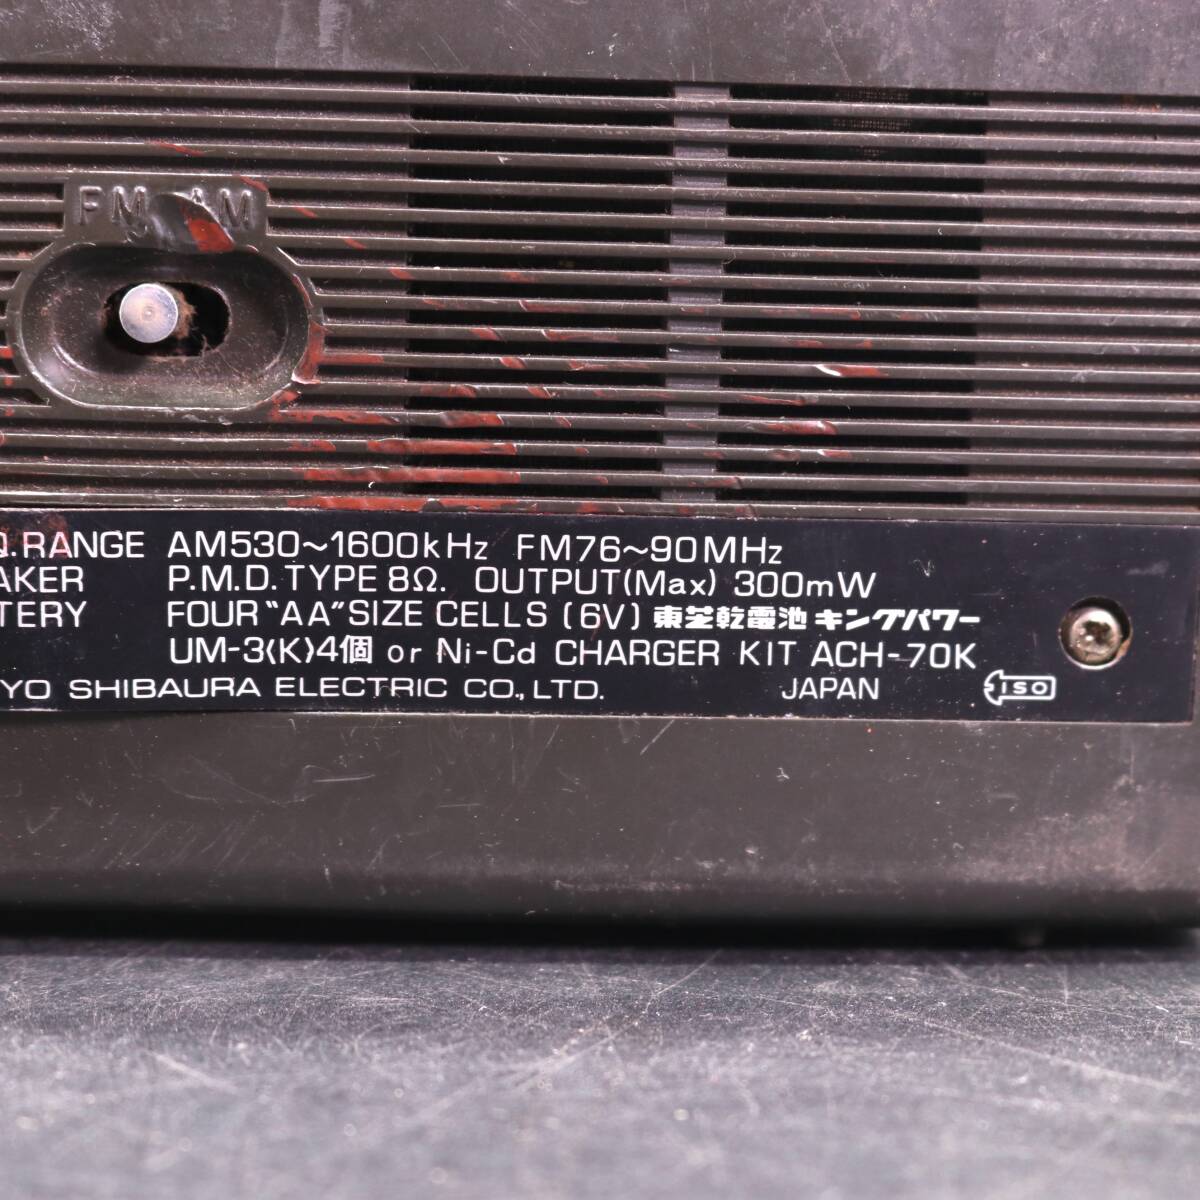 FM AM
Q.RANGE AM530~1600kHz FM76~90MHz
AKER P.M.D.TYPE 8Ω. OUTPUT(Max) 300mW
TERY FOUR "AA"SIZE CELLS (6V) 東芝乾電池 キングパワー
UM-3(K)4個 or Ni-Cd CHARGER KIT ACH-70K
YO SHIBAURA ELECTRIC CO.,LTD. JAPAN ISO